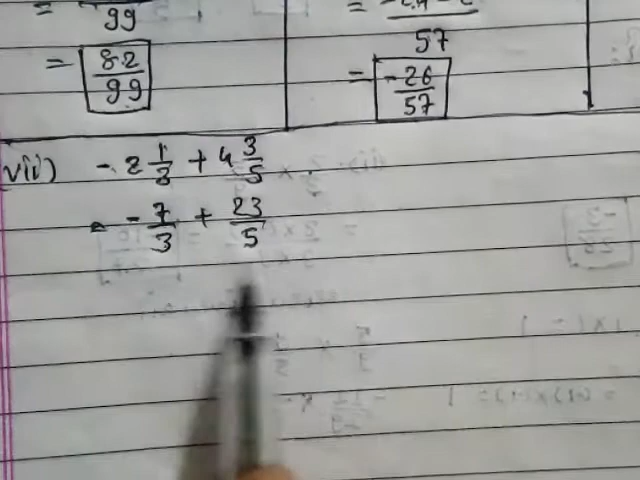 = /99
= 82/99
57
= -26/57
vii) - 2 1/3 + 4 3/5
= - 7/3 + 23/5